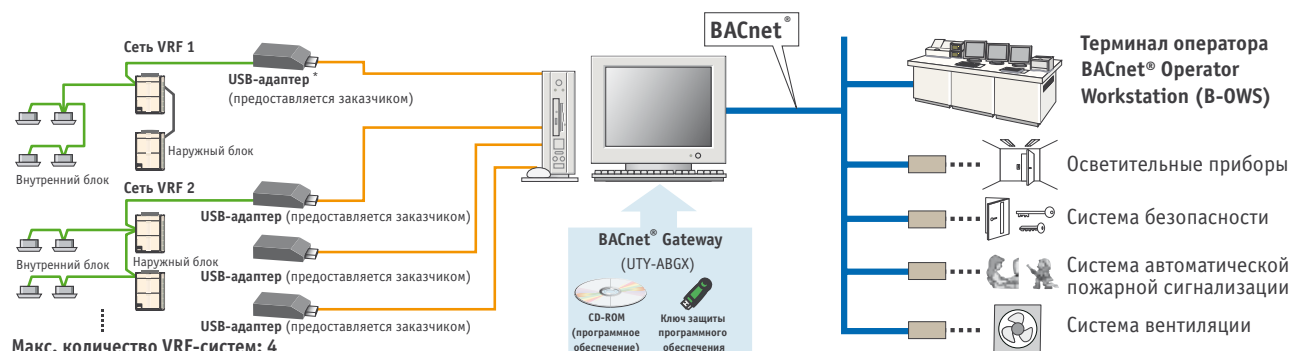 Сеть VRF 1
USB-адаптер *
(предоставляется заказчиком)
Наружный блок
Внутренний блок
Сеть VRF 2
USB-адаптер (предоставляется заказчиком)
Внутренний блок
Наружный блок
USB-адаптер (предоставляется заказчиком)
USB-адаптер (предоставляется заказчиком)
Макс. количество VRF-систем: 4
BACnet®
BACnet® Gateway
(UTY-ABGX)
CD-ROM
(программное
обеспечение)
Ключ защиты
программного
обеспечения
Терминал оператора
BACnet® Operator
Workstation (B-OWS)
Осветительные приборы
Система безопасности
Система автоматической
пожарной сигнализации
Система вентиляции